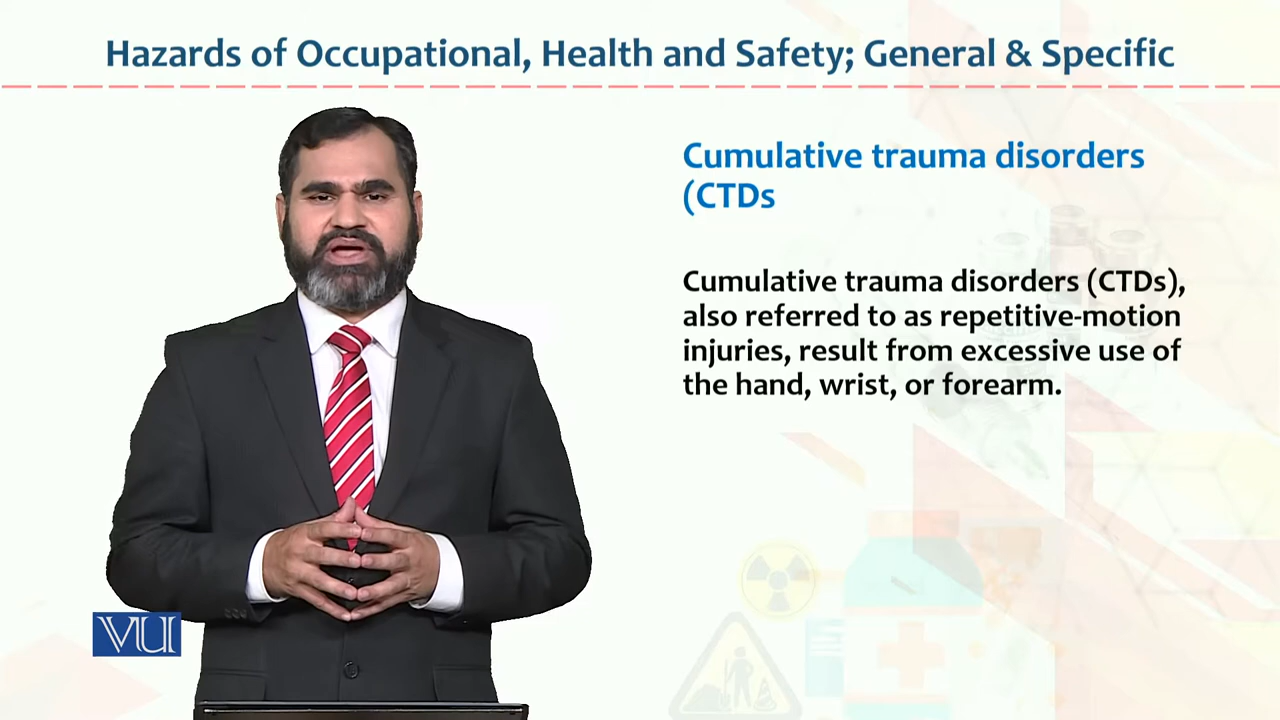 Hazards of Occupational, Health and Safety; General & Specific
Cumulative trauma disorders
(CTDs
Cumulative trauma disorders (CTDs),
also referred to as repetitive-motion
injuries, result from excessive use of
the hand, wrist, or forearm.
VU